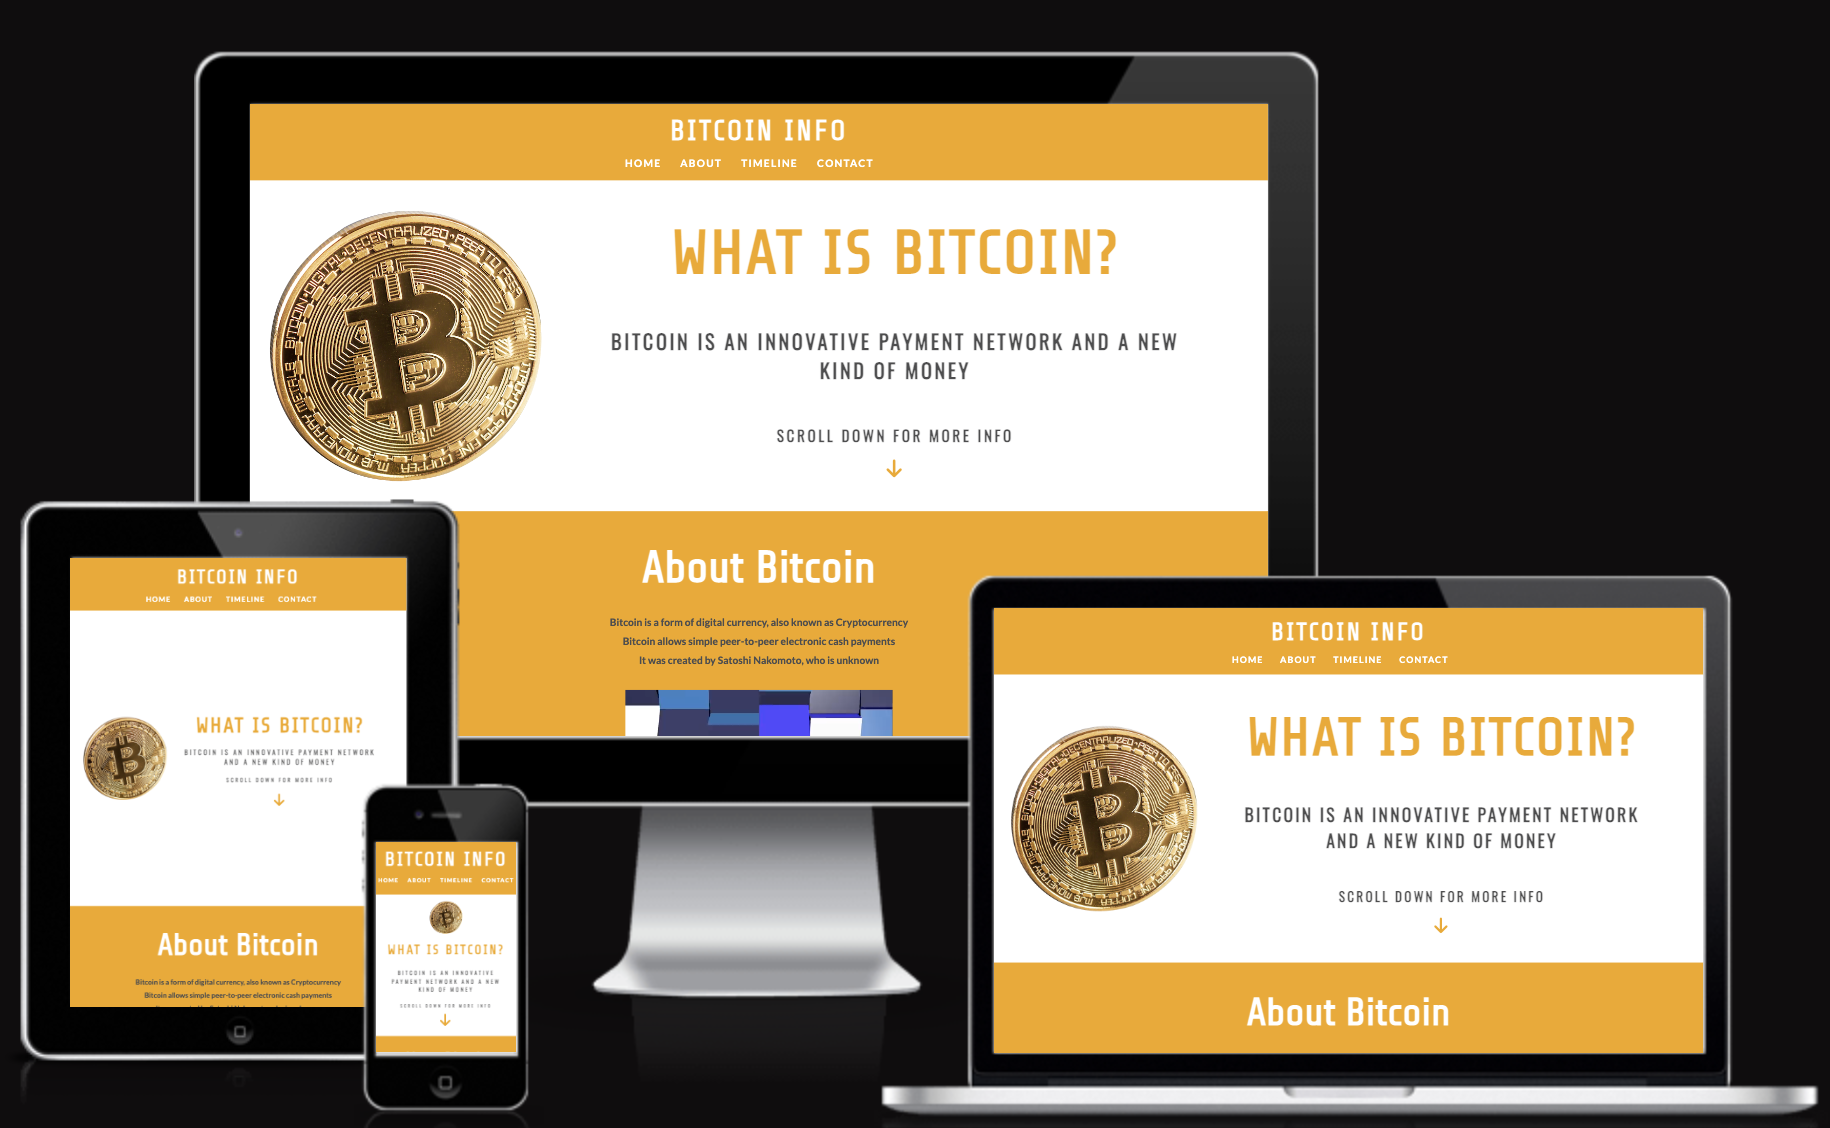 BITCOIN INFO
HOME ABOUT TIMELINE CONTACT
BITCOIN DIGITAL DECENTRALIZED PEER TO
WHAT IS BITCOIN?
BITCOIN IS AN INNOVATIVE PAYMENT NETWORK AND A NEW
KIND OF MONEY
SCROLL DOWN FOR MORE INFO
About Bitcoin
Bitcoin is a form of digital currency, also known as Cryptocurrency
Bitcoin allows simple peer-to-peer electronic cash payments
It was created by Satoshi Nakomoto, who is unknown
BITCOIN INFO
HOME ABOUT TIMELINE CONTACT
WHAT IS BITCOIN?
BITCOIN IS AN INNOVATIVE PAYMENT NETWORK
AND A NEW KIND OF MONEY
SCROLL DOWN FOR MORE INFO
About Bitcoin
Bitcoin is a form of digital currency, also known as Cryptocurrency
Bitcoin allows simple peer-to-peer electronic cash payments
BITCOIN INFO
HOME ABOUT TIMELINE CONTACT
WHAT IS BITCOIN?
BITCOIN IS AN INNOVATIVE
PAYMENT NETWORK AND A NEW
KIND OF MONEY
SCROLL DOWN FOR MORE INFO
BITCOIN INFO
HOME ABOUT TIMELINE CONTACT
WHAT IS BITCOIN?
BITCOIN IS AN INNOVATIVE PAYMENT NETWORK
AND A NEW KIND OF MONEY
SCROLL DOWN FOR MORE INFO
About Bitcoin